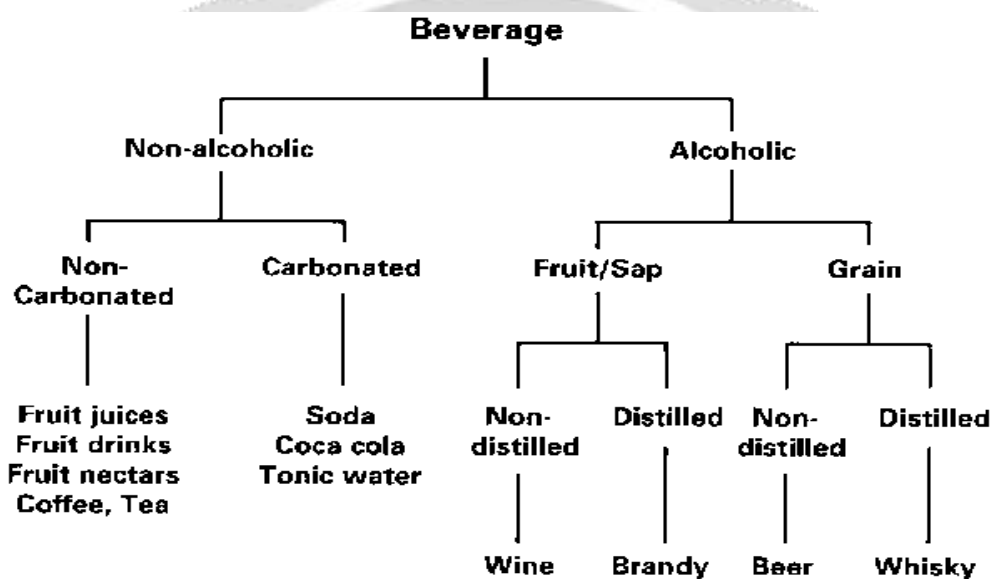 Beverage
Non-alcoholic
Alcoholic
Non-
Carbonated
Carbonated
Fruit/Sap
Grain
Fruit juices
Fruit drinks
Fruit nectars
Coffee, Tea
Soda
Coca cola
Tonic water
Non-
distilled
Distilled
Non-
distilled
Distilled
Wine
Brandy
Beer
Whisky